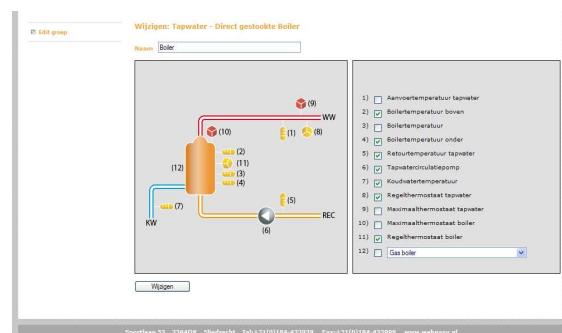 Wijzigen: Tapwater - Direct gestookte Boiler
Edit groep
Naam Boiler
(9)
WW
(10)
(1) (8)
(2)
(11)
(3)
(4)
(12)
(7)
(5)
KW
REC
(6)
1) Aanvoertemperatuur tapwater
2) Boilertemperatuur boven
3) Boilertemperatuur
4) Boilertemperatuur onder
5) Retourtemperatuur tapwater
6) Tapwatercirculatiepomp
7) Koudwatertemperatuur
8) Regelthermostaat tapwater
9) Maximaalthermostaat tapwater
10) Maximaalthermostaat boiler
11) Regelthermostaat boiler
12) Gas boiler
Wijzigen